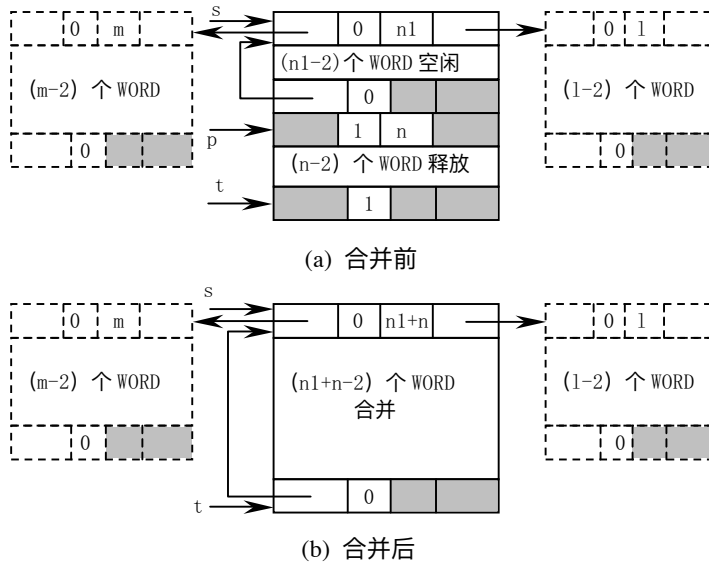 s
0 m
0 n1
0 l
(m-2) 个 WORD
(n1-2)个 WORD 空闲
(l-2) 个 WORD
0
0
0
p
1 n
(n-2) 个 WORD 释放
t
1
(a) 合并前
s
0 m
0 n1+n
0 l
(m-2) 个 WORD
(n1+n-2) 个 WORD
合并
(l-2) 个 WORD
0
0
0
t
(b) 合并后